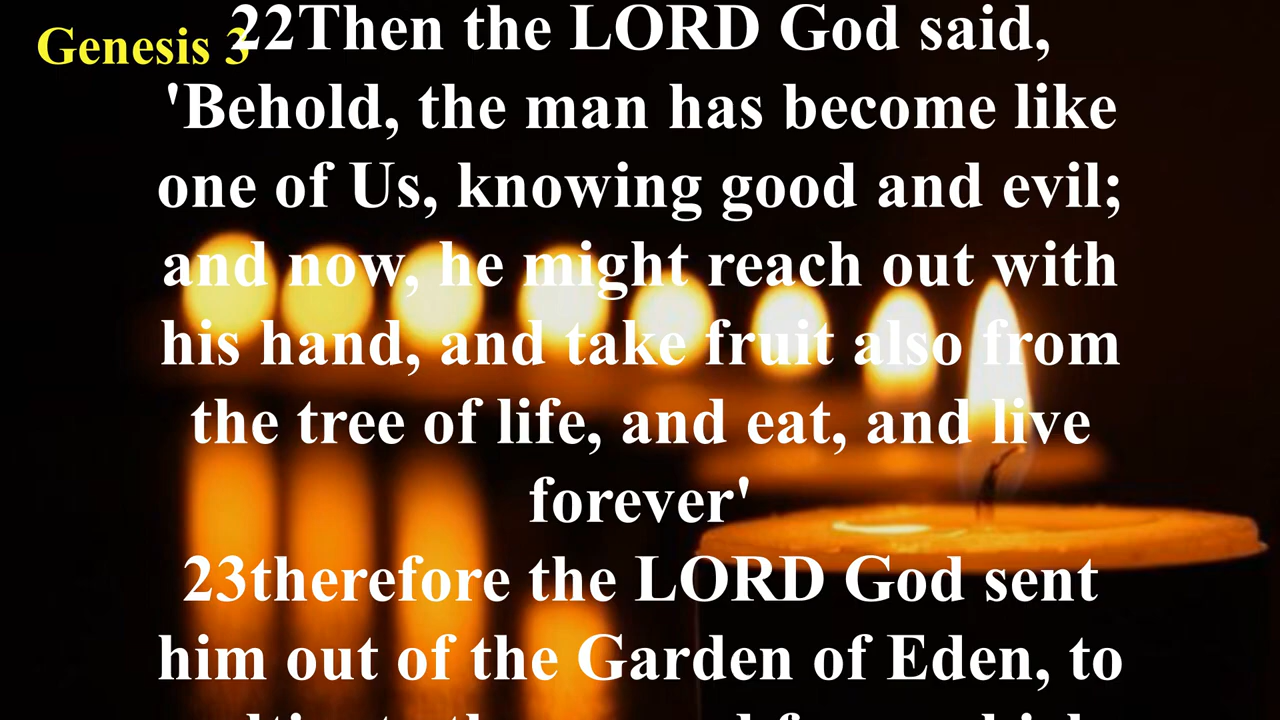 Genesis 3
22Then the LORD God said,
'Behold, the man has become like
one of Us, knowing good and evil;
and now, he might reach out with
his hand, and take fruit also from
the tree of life, and eat, and live
forever'
23therefore the LORD God sent
him out of the Garden of Eden, to